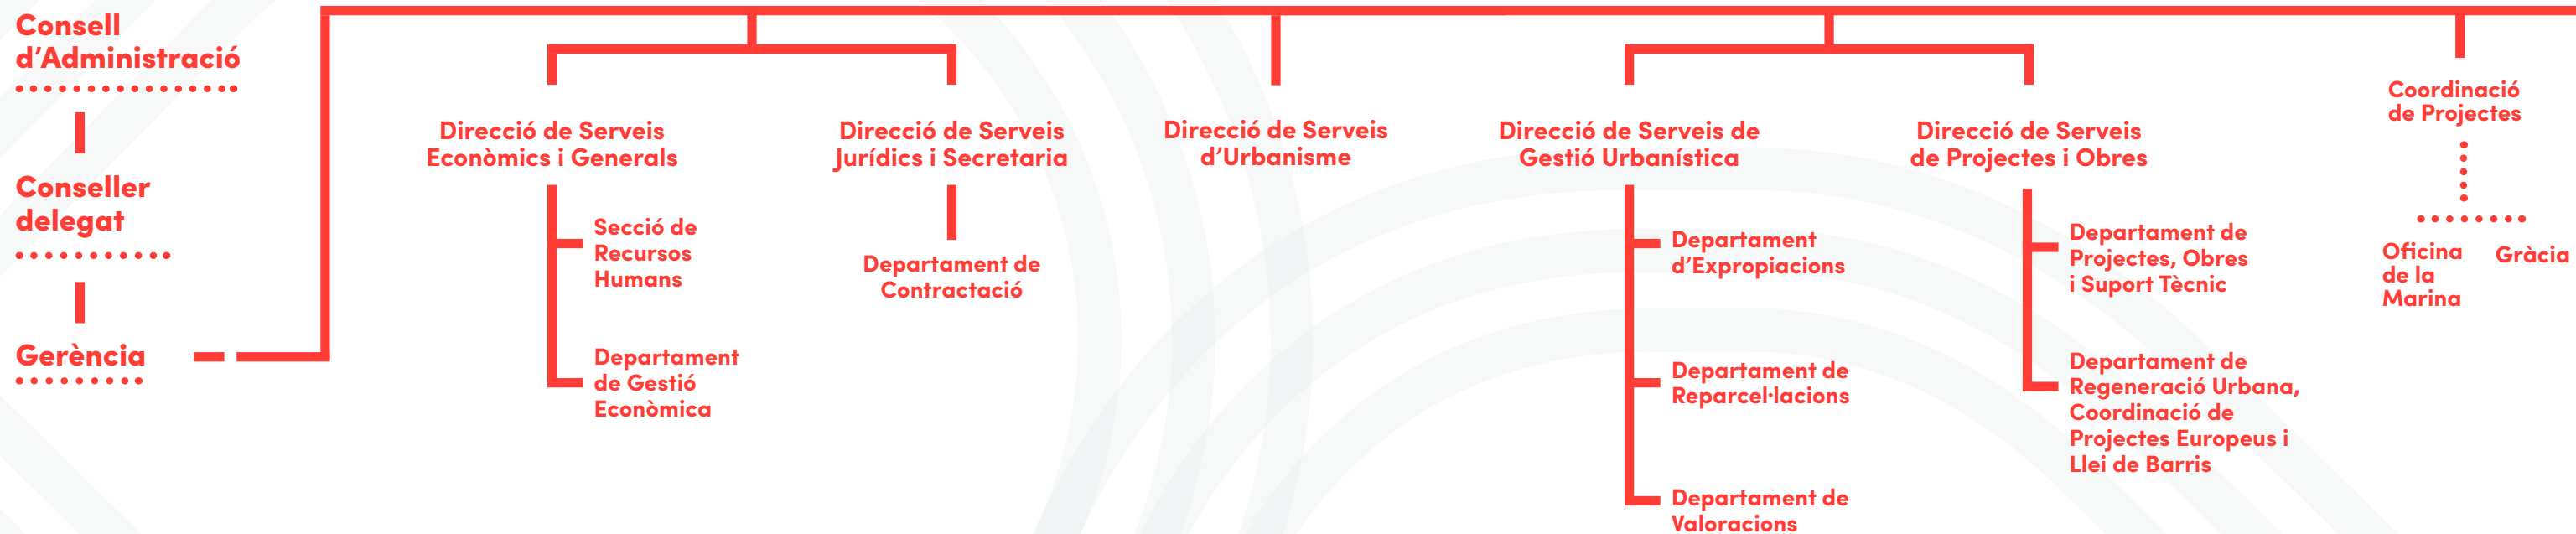 Consell
d’Administració
Conseller
delegat
Gerència
Direcció de Serveis
Econòmics i Generals
Secció de
Recursos
Humans
Departament
de Gestió
Econòmica
Direcció de Serveis
Jurídics i Secretaria
Departament de
Contractació
Direcció de Serveis
d’Urbanisme
Direcció de Serveis de
Gestió Urbanística
Departament
d’Expropiacions
Departament de
Reparcel·lacions
Departament de
Valoracions
Direcció de Serveis
de Projectes i Obres
Departament de
Projectes, Obres
i Suport Tècnic
Departament de
Regeneració Urbana,
Coordinació de
Projectes Europeus i
Llei de Barris
Coordinació
de Projectes
Oficina
de la
Marina
Gràcia